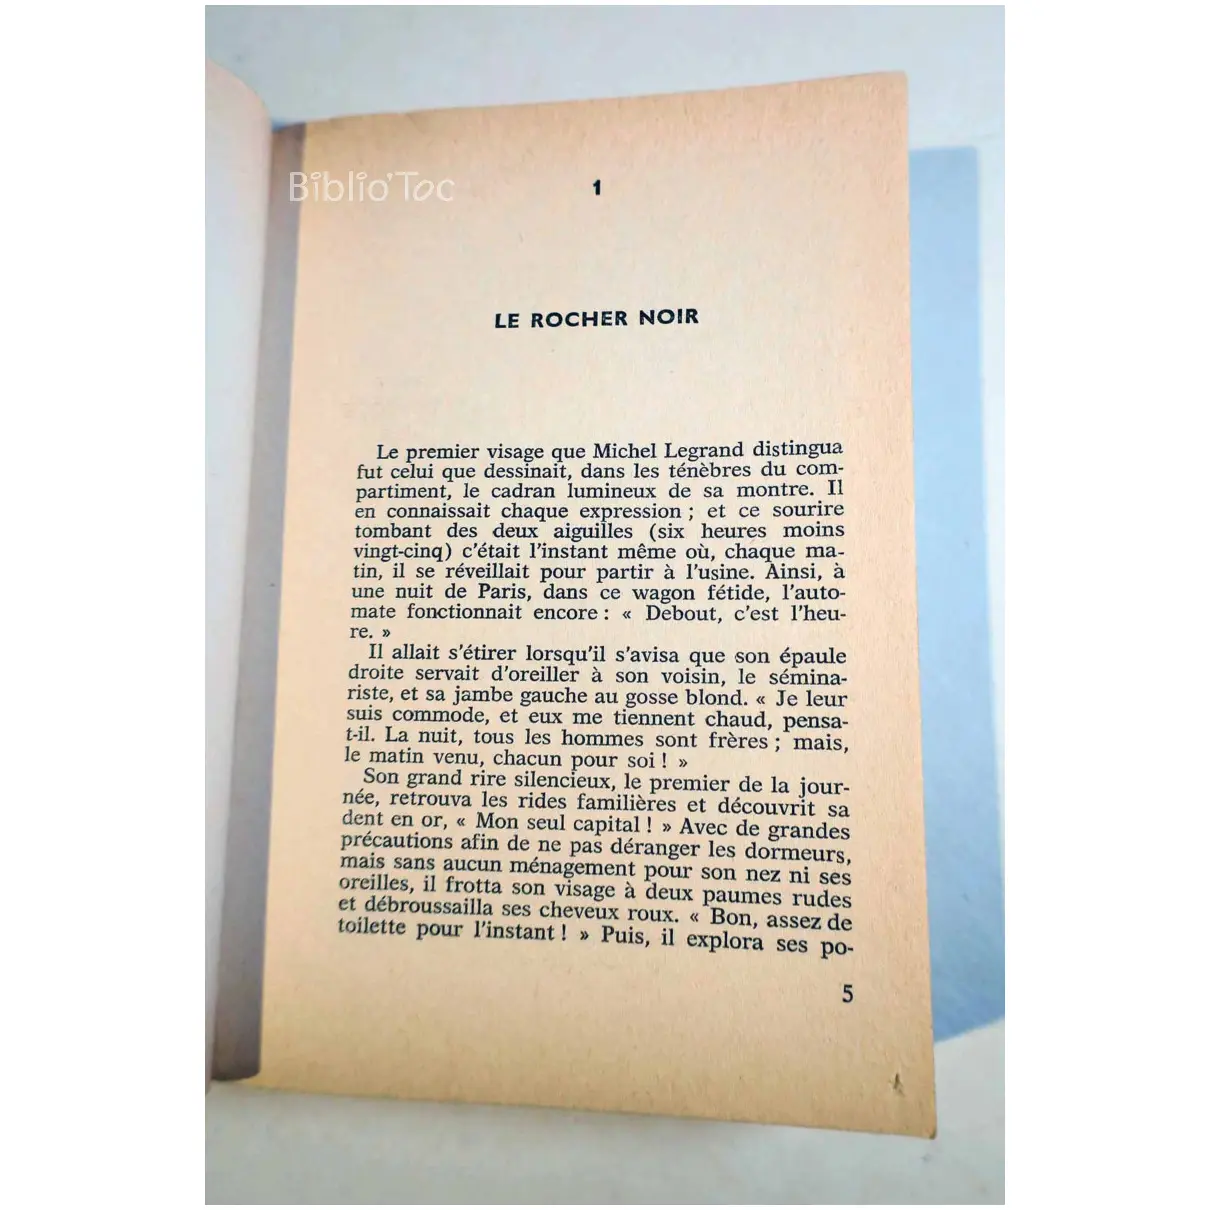 Biblio'Toc
1
LE ROCHER NOIR
Le premier visage que Michel Legrand distingua
fut celui que dessinait, dans les ténèbres du com-
partiment, le cadran lumineux de sa montre. Il
en connaissait chaque expression ; et ce sourire
tombant des deux aiguilles (six heures moins
vingt-cinq) c'était l'instant même où, chaque ma-
tin, il se réveillait pour partir à l'usine. Ainsi, à
une nuit de Paris, dans ce wagon fétide, l'auto-
mate fonctionnait encore : « Debout, c'est l'heu-
re. »
Il allait s'étirer lorsqu'il s'avisa que son épaule
droite servait d'oreiller à son voisin, le sémina-
riste, et sa jambe gauche au gosse blond. « Je leur
suis commode, et eux me tiennent chaud, pensa-
t-il. La nuit, tous les hommes sont frères ; mais,
le matin venu, chacun pour soi ! »
Son grand rire silencieux, le premier de la jour-
née, retrouva les rides familières et découvrit sa
dent en or, « Mon seul capital ! » Avec de grandes
précautions afin de ne pas déranger les dormeurs,
mais sans aucun ménagement pour son nez ni ses
oreilles, il frotta son visage à deux paumes rudes
et débroussailla ses cheveux roux. « Bon, assez de
toilette pour l'instant ! » Puis, il explora ses po-
5